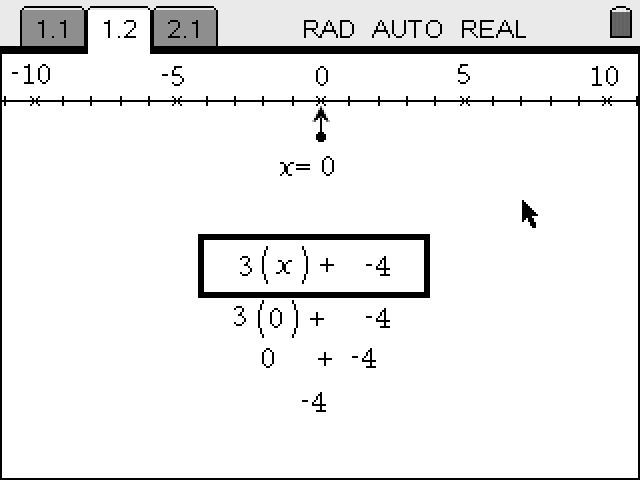 1.1 1.2 2.1 RAD AUTO REAL
-10 -5 0 5 10
x= 0
3(x)+ -4
3(0)+ -4
0 + -4
-4